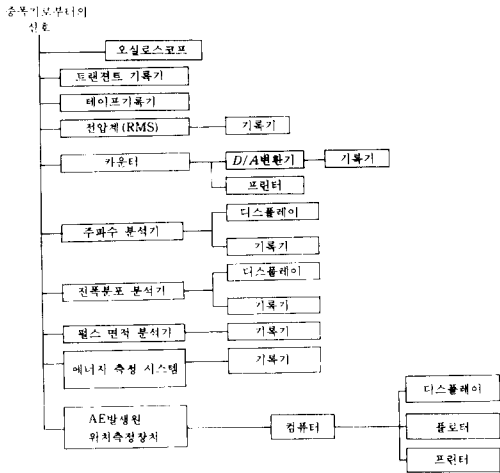 증폭기로부터의
신호
오실로스코프
트랜젼트 기록기
테이프기록기
전압계(RMS)
기록기
카운터
D/A변환기
기록기
프린터
주파수 분석기
디스플레이
기록기
진폭분포 분석기
디스플레이
기록기
펄스 면적 분석기
기록기
에너지 측정 시스템
기록기
AE발생원
위치측정장치
컴퓨터
디스플레이
플로터
프린터